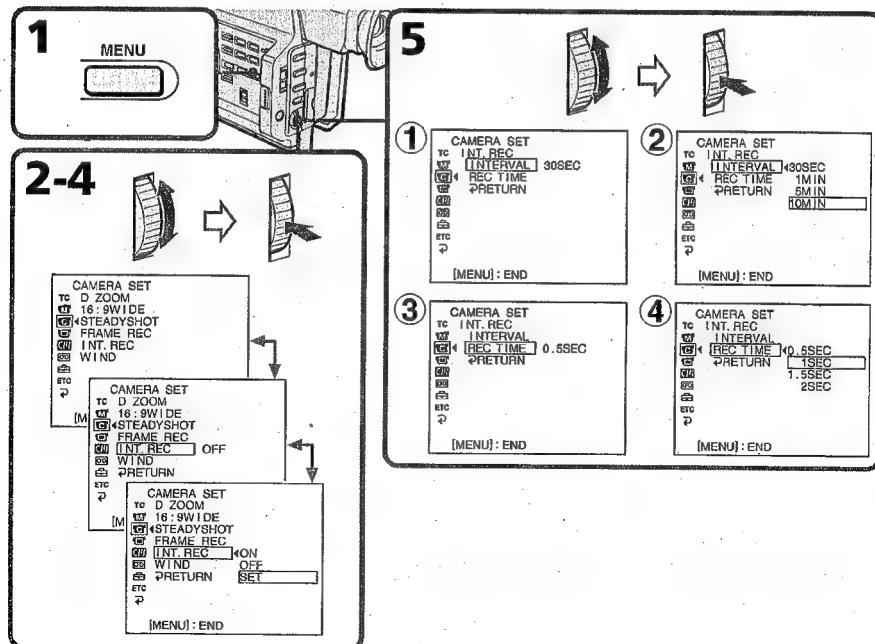 1
MENU
2-4
CAMERA SET
TC D ZOOM
16:9WIDE
STEADYSHOT
FRAME REC
INT. REC
WIND
ETC
[M
CAMERA SET
TC D ZOOM
16:9WIDE
STEADYSHOT
FRAME REC
INT. REC OFF
WIND
RETURN
ETC
[M
CAMERA SET
TC D ZOOM
16:9WIDE
STEADYSHOT
FRAME REC
INT. REC ON
WIND OFF
RETURN SET
ETC
[MENU] : END
5
1
CAMERA SET
TC INT. REC
INTERVAL 30SEC
REC TIME
RETURN
ETC
[MENU] : END
2
CAMERA SET
TC INT. REC
INTERVAL 30SEC
REC TIME 1MIN
RETURN 5MIN
10MIN
ETC
[MENU] : END
3
CAMERA SET
TC INT. REC
INTERVAL
REC TIME 0.5SEC
RETURN
ETC
[MENU] : END
4
CAMERA SET
TC INT. REC
INTERVAL
REC TIME 0.5SEC
RETURN 1SEC
1.5SEC
2SEC
ETC
[MENU] : END